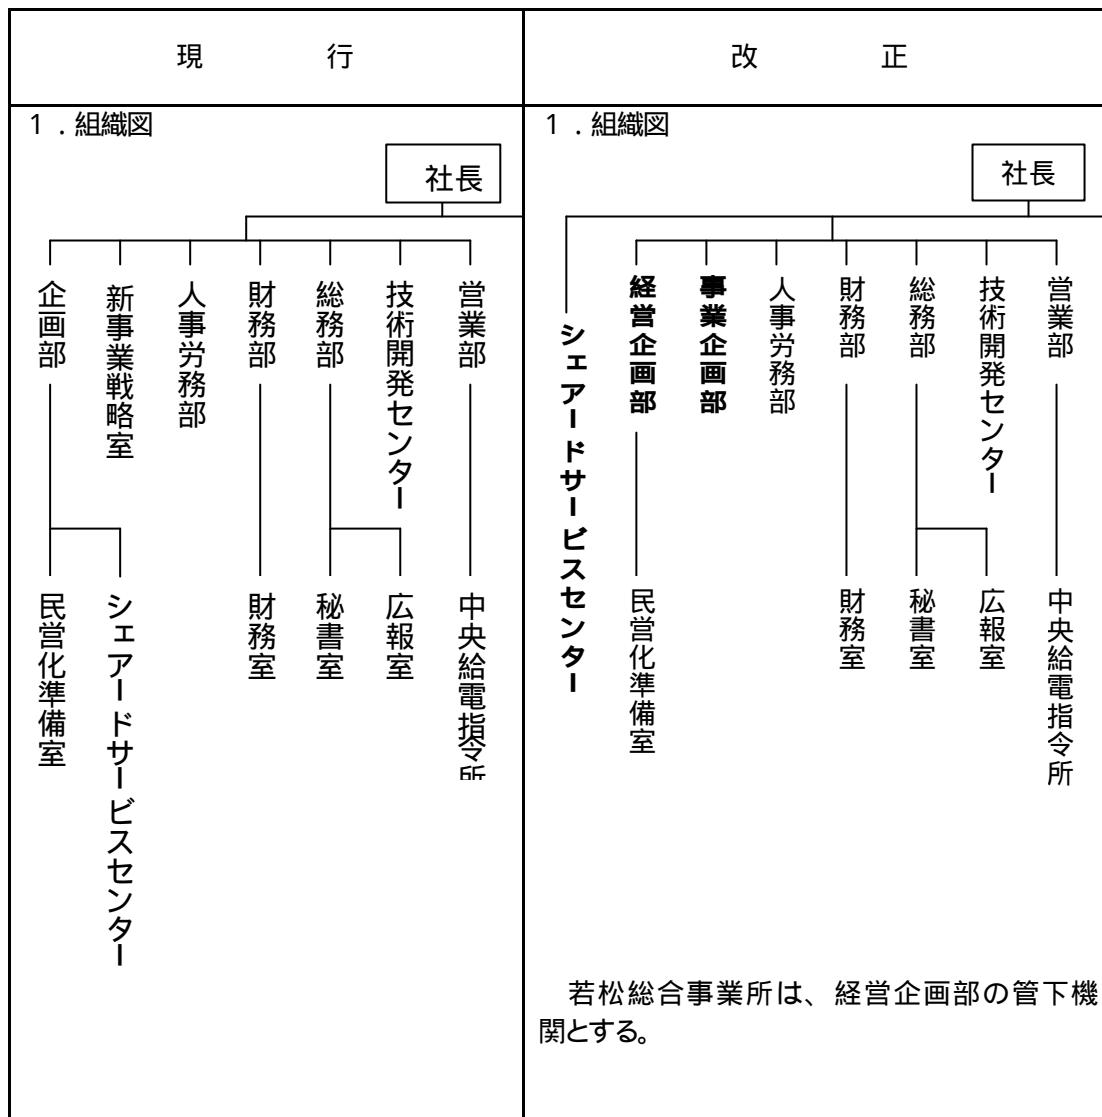 現　　　行
1．組織図
社長
企画部
新事業戦略室
人事労務部
財務部
総務部
技術開発センター
営業部
民営化準備室
シェアードサービスセンター
財務室
秘書室
広報室
中央給電指令所
改　　　正
1．組織図
社長
シェアードサービスセンター
経営企画部
事業企画部
人事労務部
財務部
総務部
技術開発センター
営業部
民営化準備室
財務室
秘書室
広報室
中央給電指令所
若松総合事業所は、経営企画部の管下機
関とする。